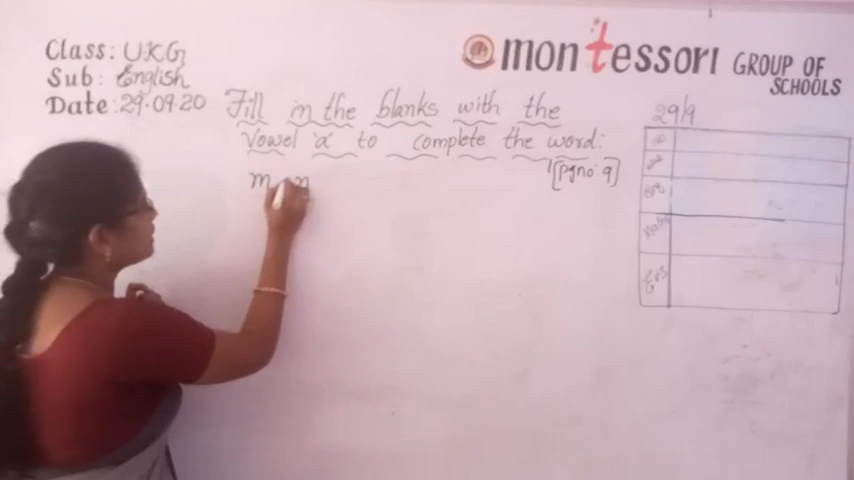 Class: U.K.G
Sub: English
Date: 29.09.20
montessori GROUP OF SCHOOLS
Fill in the blanks with the
Vowel 'a' to complete the word:
[pg no: 9]
m n
29/9
EVS